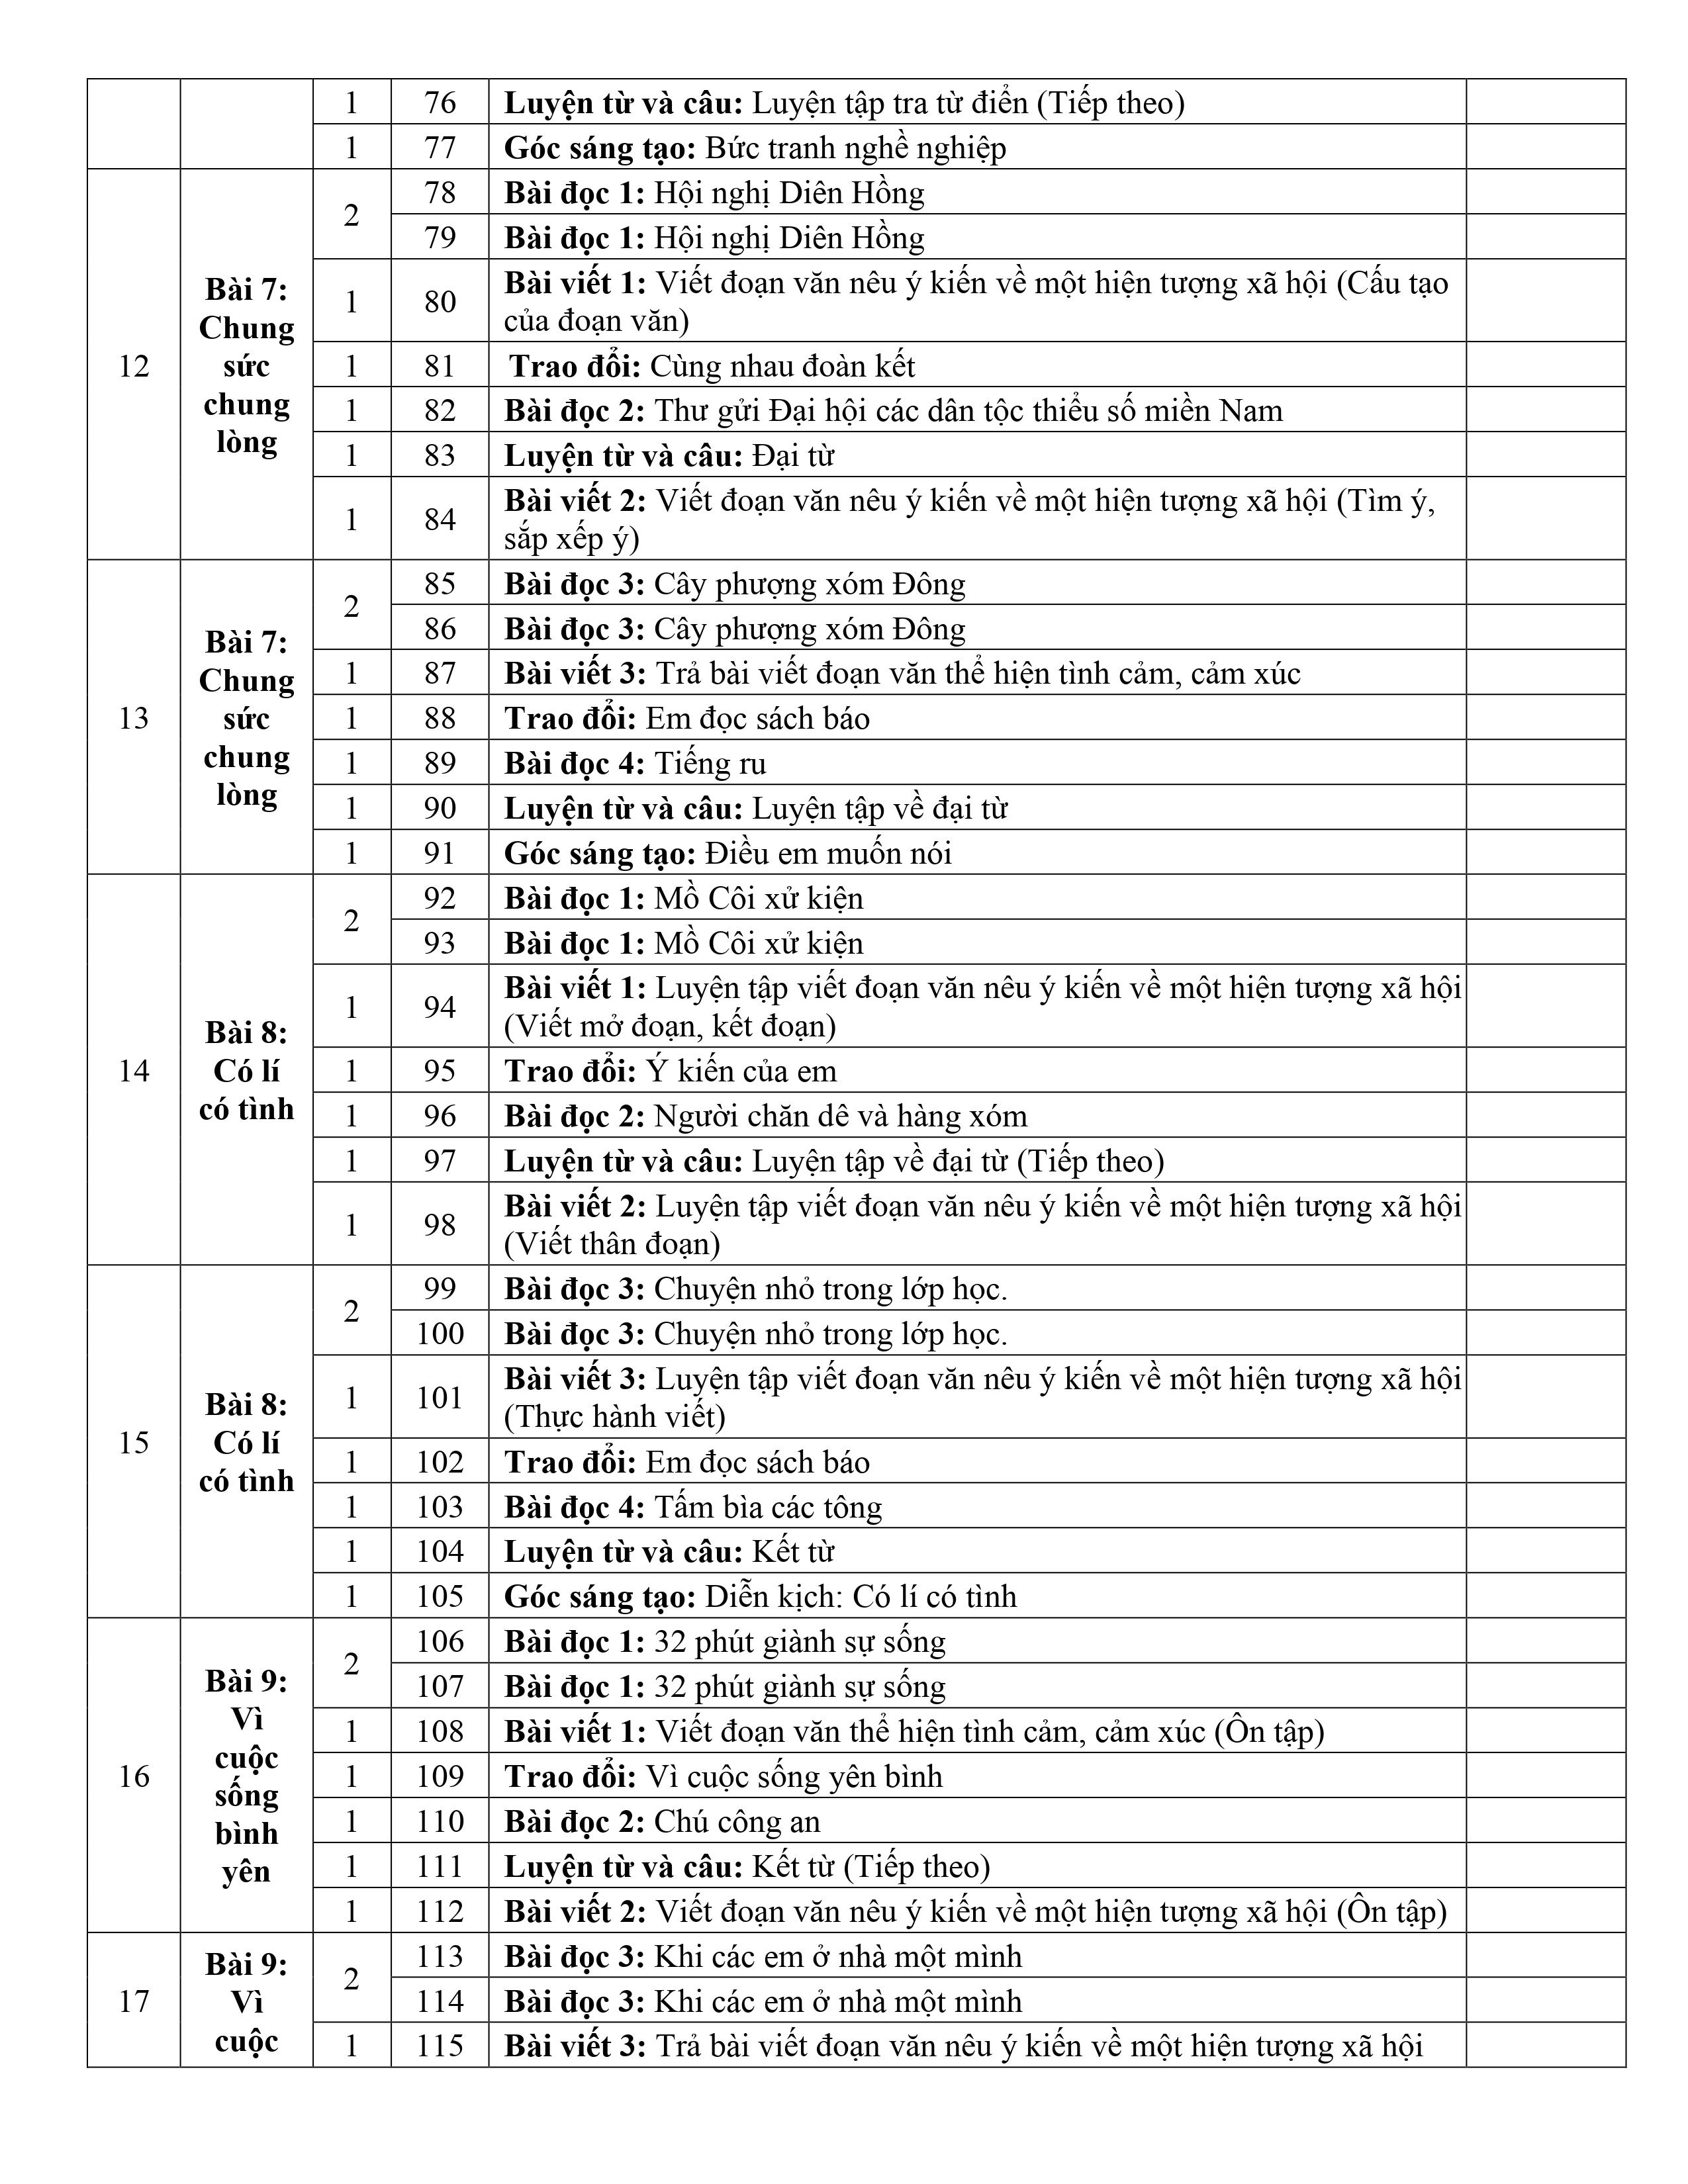 1 76 Luyện từ và câu: Luyện tập tra từ điển (Tiếp theo)
1 77 Góc sáng tạo: Bức tranh nghề nghiệp
12 Bài 7: Chung sức chung lòng
2 78 Bài đọc 1: Hội nghị Diên Hồng
79 Bài đọc 1: Hội nghị Diên Hồng
1 80 Bài viết 1: Viết đoạn văn nêu ý kiến về một hiện tượng xã hội (Cấu tạo
của đoạn văn)
1 81 Trao đổi: Cùng nhau đoàn kết
1 82 Bài đọc 2: Thư gửi Đại hội các dân tộc thiểu số miền Nam
1 83 Luyện từ và câu: Đại từ
1 84 Bài viết 2: Viết đoạn văn nêu ý kiến về một hiện tượng xã hội (Tìm ý,
sắp xếp ý)
13 Bài 7: Chung sức chung lòng
2 85 Bài đọc 3: Cây phượng xóm Đông
86 Bài đọc 3: Cây phượng xóm Đông
1 87 Bài viết 3: Trả bài viết đoạn văn thể hiện tình cảm, cảm xúc
1 88 Trao đổi: Em đọc sách báo
1 89 Bài đọc 4: Tiếng ru
1 90 Luyện từ và câu: Luyện tập về đại từ
1 91 Góc sáng tạo: Điều em muốn nói
14 Bài 8: Có lí có tình
2 92 Bài đọc 1: Mồ Côi xử kiện
93 Bài đọc 1: Mồ Côi xử kiện
1 94 Bài viết 1: Luyện tập viết đoạn văn nêu ý kiến về một hiện tượng xã hội
(Viết mở đoạn, kết đoạn)
1 95 Trao đổi: Ý kiến của em
1 96 Bài đọc 2: Người chăn dê và hàng xóm
1 97 Luyện từ và câu: Luyện tập về đại từ (Tiếp theo)
1 98 Bài viết 2: Luyện tập viết đoạn văn nêu ý kiến về một hiện tượng xã hội
(Viết thân đoạn)
15 Bài 8: Có lí có tình
2 99 Bài đọc 3: Chuyện nhỏ trong lớp học.
100 Bài đọc 3: Chuyện nhỏ trong lớp học.
1 101 Bài viết 3: Luyện tập viết đoạn văn nêu ý kiến về một hiện tượng xã hội
(Thực hành viết)
1 102 Trao đổi: Em đọc sách báo
1 103 Bài đọc 4: Tấm bìa các tông
1 104 Luyện từ và câu: Kết từ
1 105 Góc sáng tạo: Diễn kịch: Có lí có tình
16 Bài 9: Vì cuộc sống bình yên
2 106 Bài đọc 1: 32 phút giành sự sống
107 Bài đọc 1: 32 phút giành sự sống
1 108 Bài viết 1: Viết đoạn văn thể hiện tình cảm, cảm xúc (Ôn tập)
1 109 Trao đổi: Vì cuộc sống yên bình
1 110 Bài đọc 2: Chú công an
1 111 Luyện từ và câu: Kết từ (Tiếp theo)
1 112 Bài viết 2: Viết đoạn văn nêu ý kiến về một hiện tượng xã hội (Ôn tập)
17 Bài 9: Vì cuộc
2 113 Bài đọc 3: Khi các em ở nhà một mình
114 Bài đọc 3: Khi các em ở nhà một mình
1 115 Bài viết 3: Trả bài viết đoạn văn nêu ý kiến về một hiện tượng xã hội